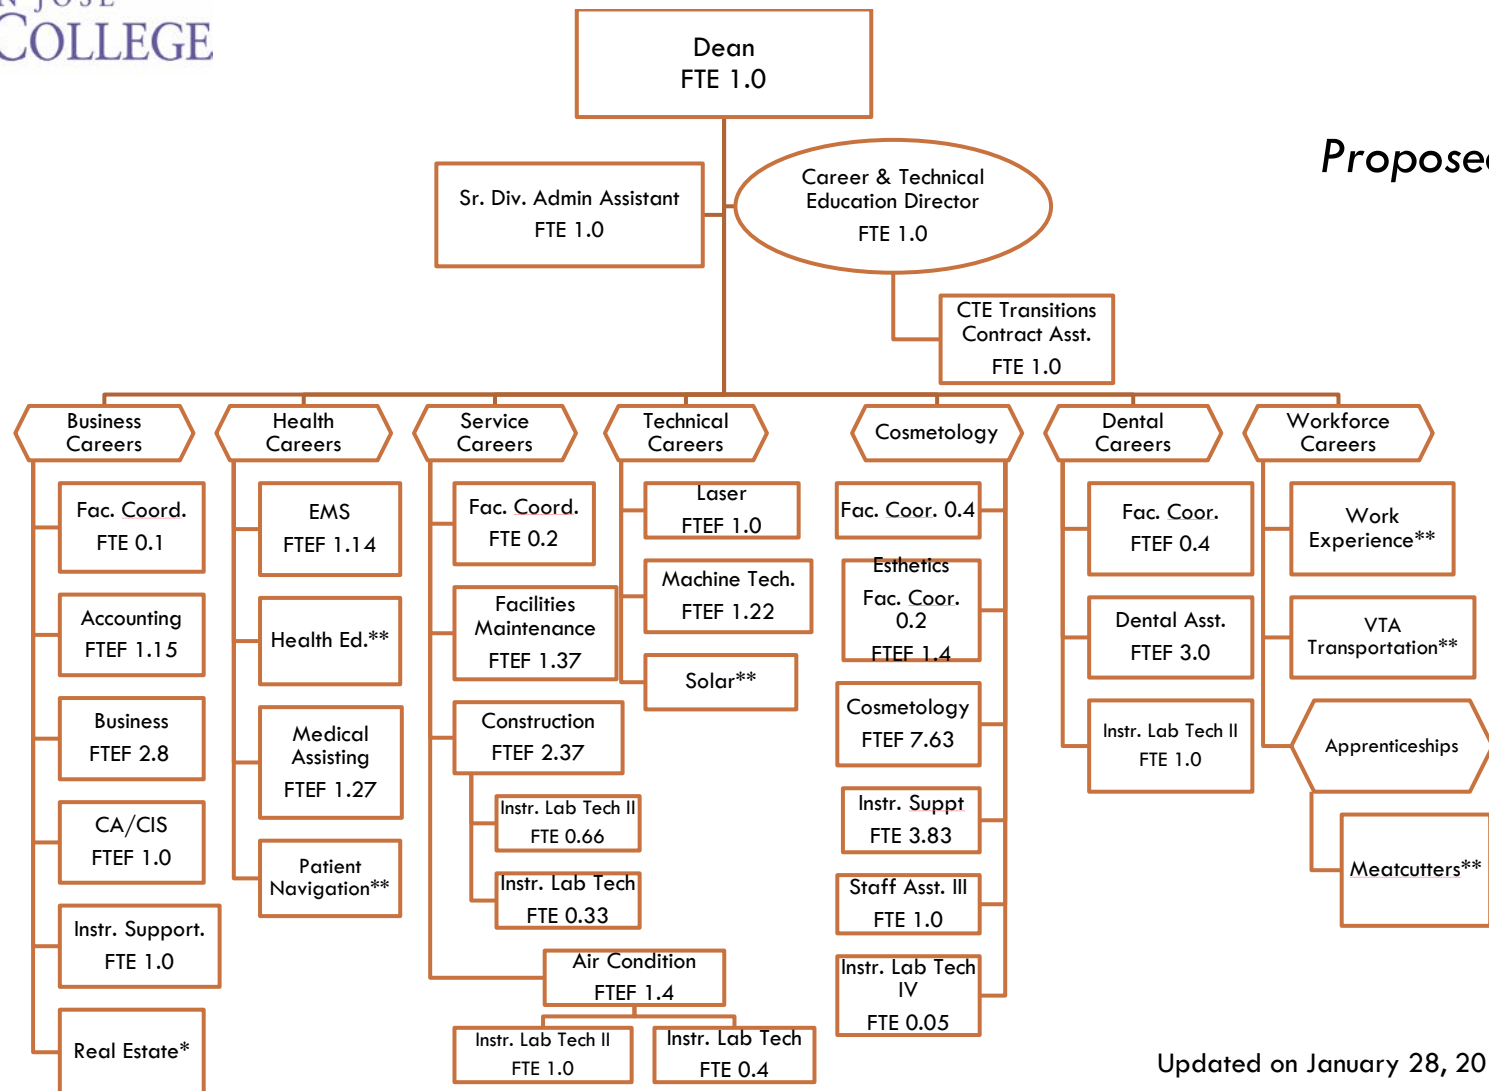 N JOSE
COLLEGE
Dean
FTE 1.0
Sr. Div. Admin Assistant
FTE 1.0
Career & Technical
Education Director
FTE 1.0
CTE Transitions
Contract Asst.
FTE 1.0
Business
Careers
Fac. Coord.
FTE 0.1
Accounting
FTEF 1.15
Business
FTEF 2.8
CA/CIS
FTEF 1.0
Instr. Support.
FTE 1.0
Real Estate*
Health
Careers
EMS
FTEF 1.14
Health Ed.**
Medical
Assisting
FTEF 1.27
Patient
Navigation**
Service
Careers
Fac. Coord.
FTE 0.2
Facilities
Maintenance
FTEF 1.37
Construction
FTEF 2.37
Instr. Lab Tech II
FTE 0.66
Instr. Lab Tech
FTE 0.33
Air Condition
FTEF 1.4
Instr. Lab Tech II
FTE 1.0
Instr. Lab Tech
FTE 0.4
Technical
Careers
Laser
FTEF 1.0
Machine Tech.
FTEF 1.22
Solar**
Cosmetology
Fac. Coor. 0.4
Esthetics
Fac. Coor.
0.2
FTEF 1.4
Cosmetology
FTEF 7.63
Instr. Suppt
FTE 3.83
Staff Asst. III
FTE 1.0
Instr. Lab Tech
IV
FTE 0.05
Dental
Careers
Fac. Coor.
FTEF 0.4
Dental Asst.
FTEF 3.0
Instr. Lab Tech II
FTE 1.0
Workforce
Careers
Work
Experience**
VTA
Transportation**
Apprenticeships
Meatcutters**
Updated on January 28, 20